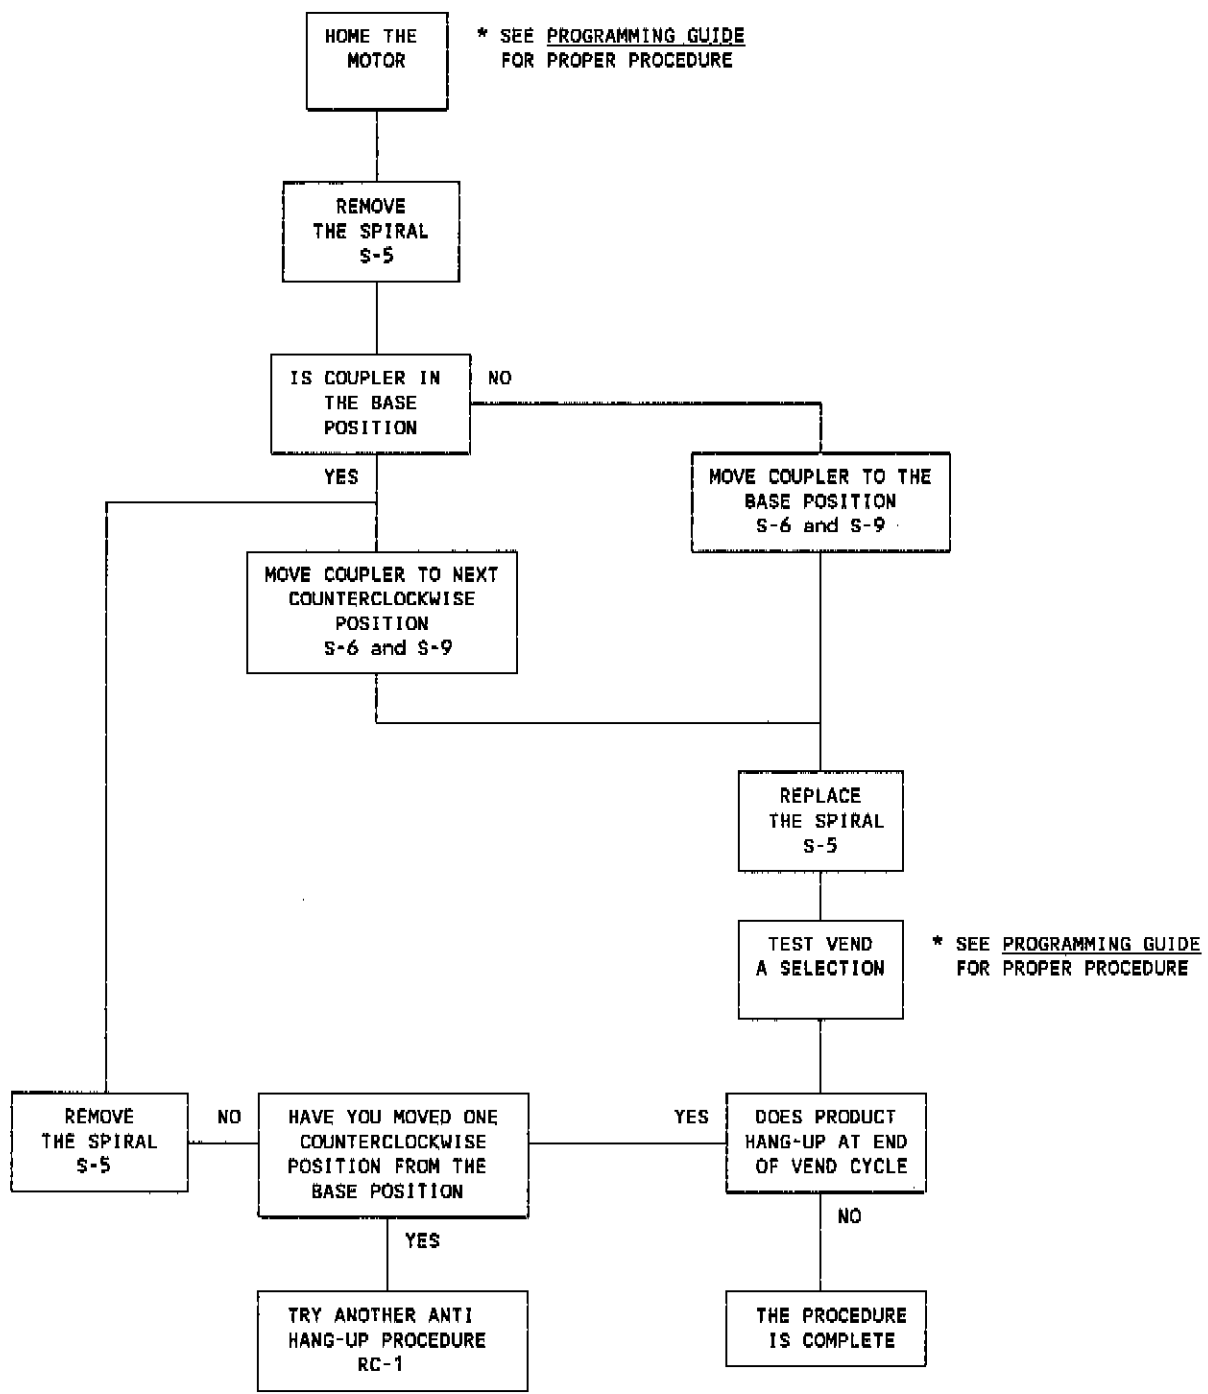 HOME THE
MOTOR
* SEE PROGRAMMING GUIDE
FOR PROPER PROCEDURE
REMOVE
THE SPIRAL
S-5
IS COUPLER IN
THE BASE
POSITION
NO
YES
MOVE COUPLER TO THE
BASE POSITION
S-6 and S-9
MOVE COUPLER TO NEXT
COUNTERCLOCKWISE
POSITION
S-6 and S-9
REPLACE
THE SPIRAL
S-5
TEST VEND
A SELECTION
* SEE PROGRAMMING GUIDE
FOR PROPER PROCEDURE
REMOVE
THE SPIRAL
S-5
NO
HAVE YOU MOVED ONE
COUNTERCLOCKWISE
POSITION FROM THE
BASE POSITION
YES
DOES PRODUCT
HANG-UP AT END
OF VEND CYCLE
YES
NO
TRY ANOTHER ANTI
HANG-UP PROCEDURE
RC-1
THE PROCEDURE
IS COMPLETE